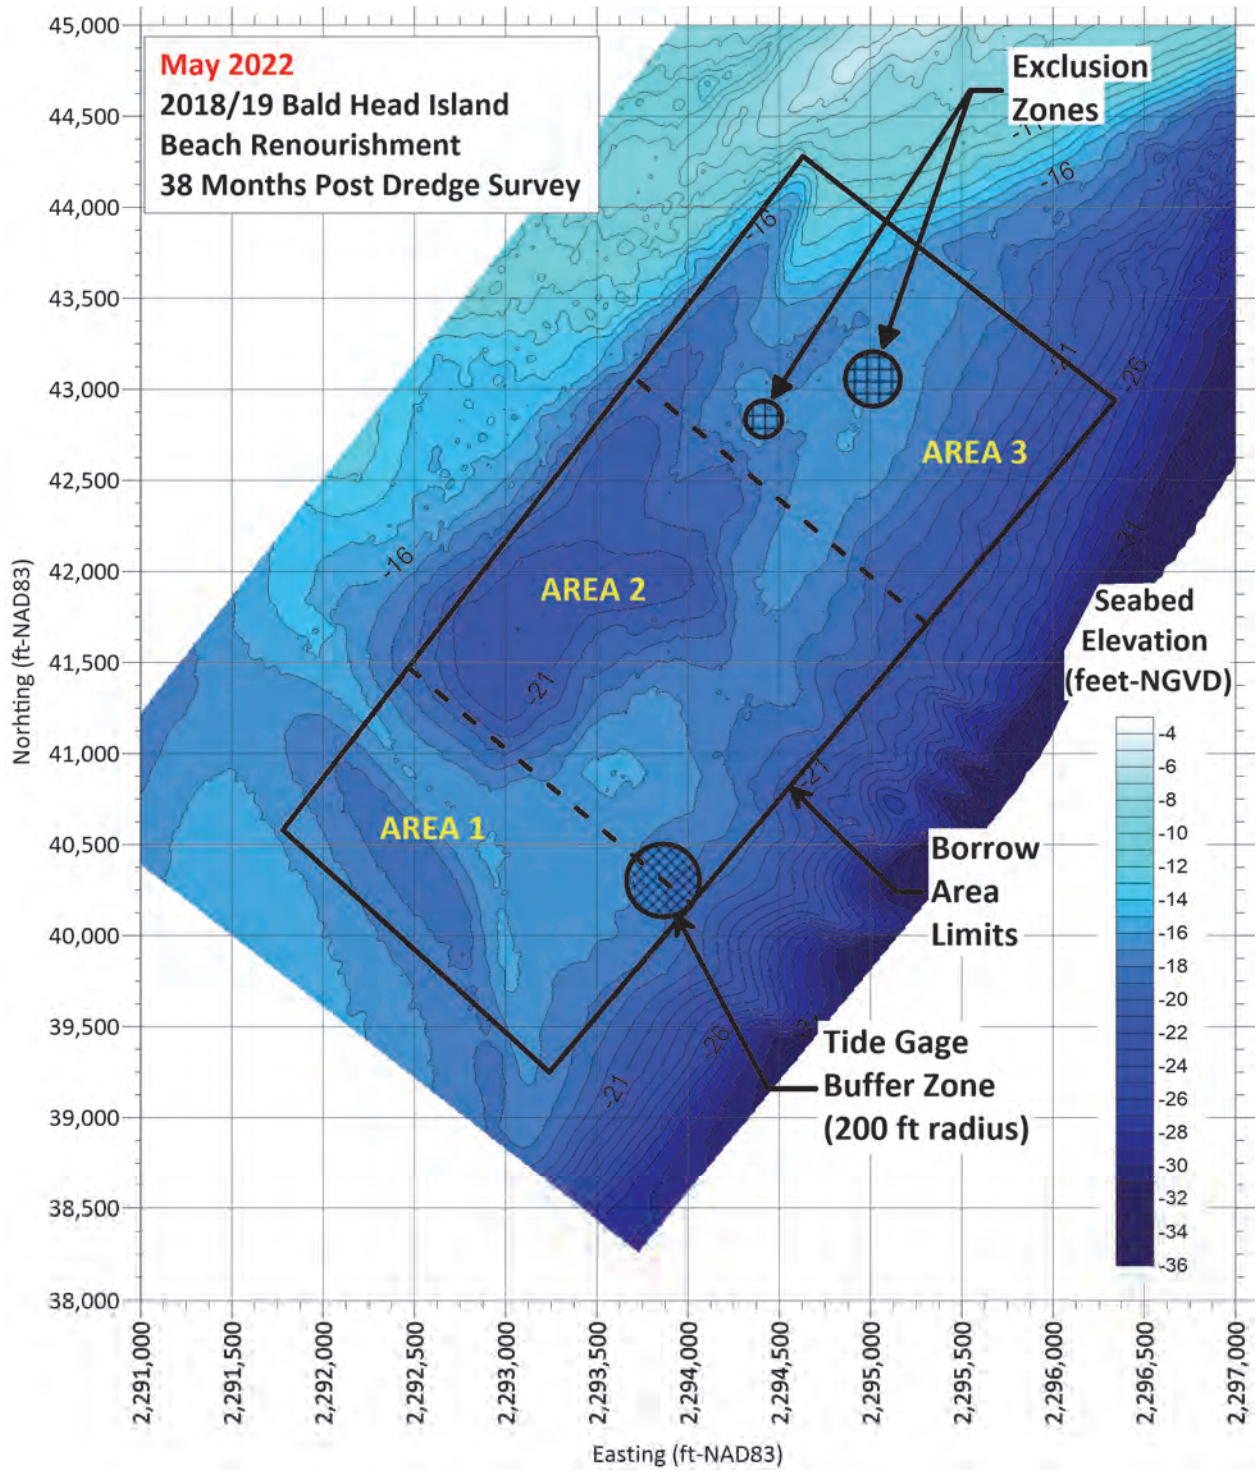 May 2022
2018/19 Bald Head Island
Beach Renourishment
38 Months Post Dredge Survey
Exclusion
Zones
-11
-16
-16
-21
-26
AREA 3
-16
AREA 2
-31
-21
Seabed
Elevation
(feet-NGVD)
-4
-6
-8
-10
-12
-14
-16
-18
-20
-22
-24
-26
-28
-30
-32
-34
-36
-21
AREA 1
Borrow
Area
Limits
-26
-31
-21
Tide Gage
Buffer Zone
(200 ft radius)
45,000
44,500
44,000
43,500
43,000
42,500
42,000
41,500
41,000
40,500
40,000
39,500
39,000
38,500
38,000
Norhting (ft-NAD83)
2,291,000
2,291,500
2,292,000
2,292,500
2,293,000
2,293,500
2,294,000
2,294,500
2,295,000
2,295,500
2,296,000
2,296,500
2,297,000
Easting (ft-NAD83)